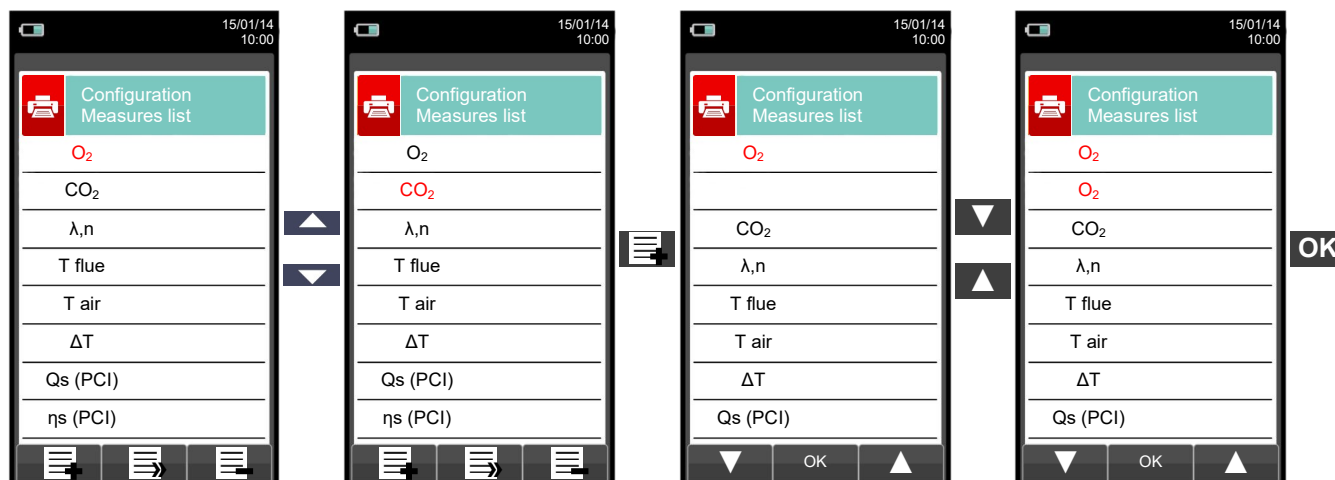 15/01/14
10:00
Configuration
Measures list
O₂
CO₂
λ,n
T flue
T air
ΔT
Qs (PCI)
ηs (PCI)
15/01/14
10:00
Configuration
Measures list
O₂
CO₂
λ,n
T flue
T air
ΔT
Qs (PCI)
ηs (PCI)
15/01/14
10:00
Configuration
Measures list
O₂
CO₂
λ,n
T flue
T air
ΔT
Qs (PCI)
OK
15/01/14
10:00
Configuration
Measures list
O₂
O₂
CO₂
λ,n
T flue
T air
ΔT
Qs (PCI)
OK
OK